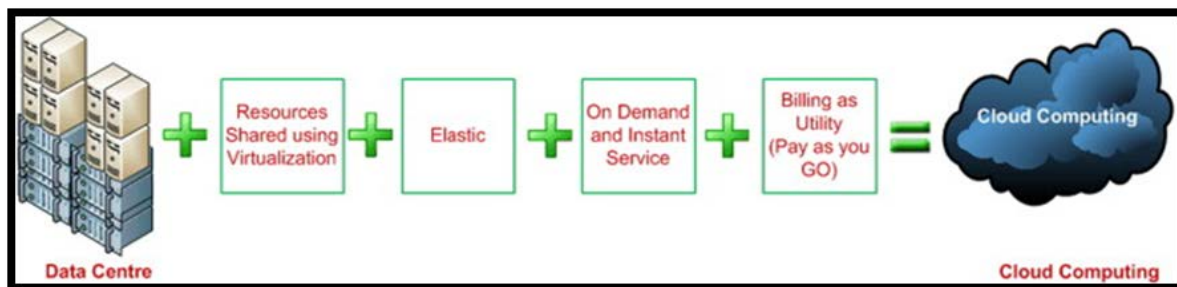 Resources
Shared using
Virtualization
Elastic
On Demand
and Instant
Service
Billing as
Utility
(Pay as you
GO)
Cloud Computing
Data Centre
Cloud Computing